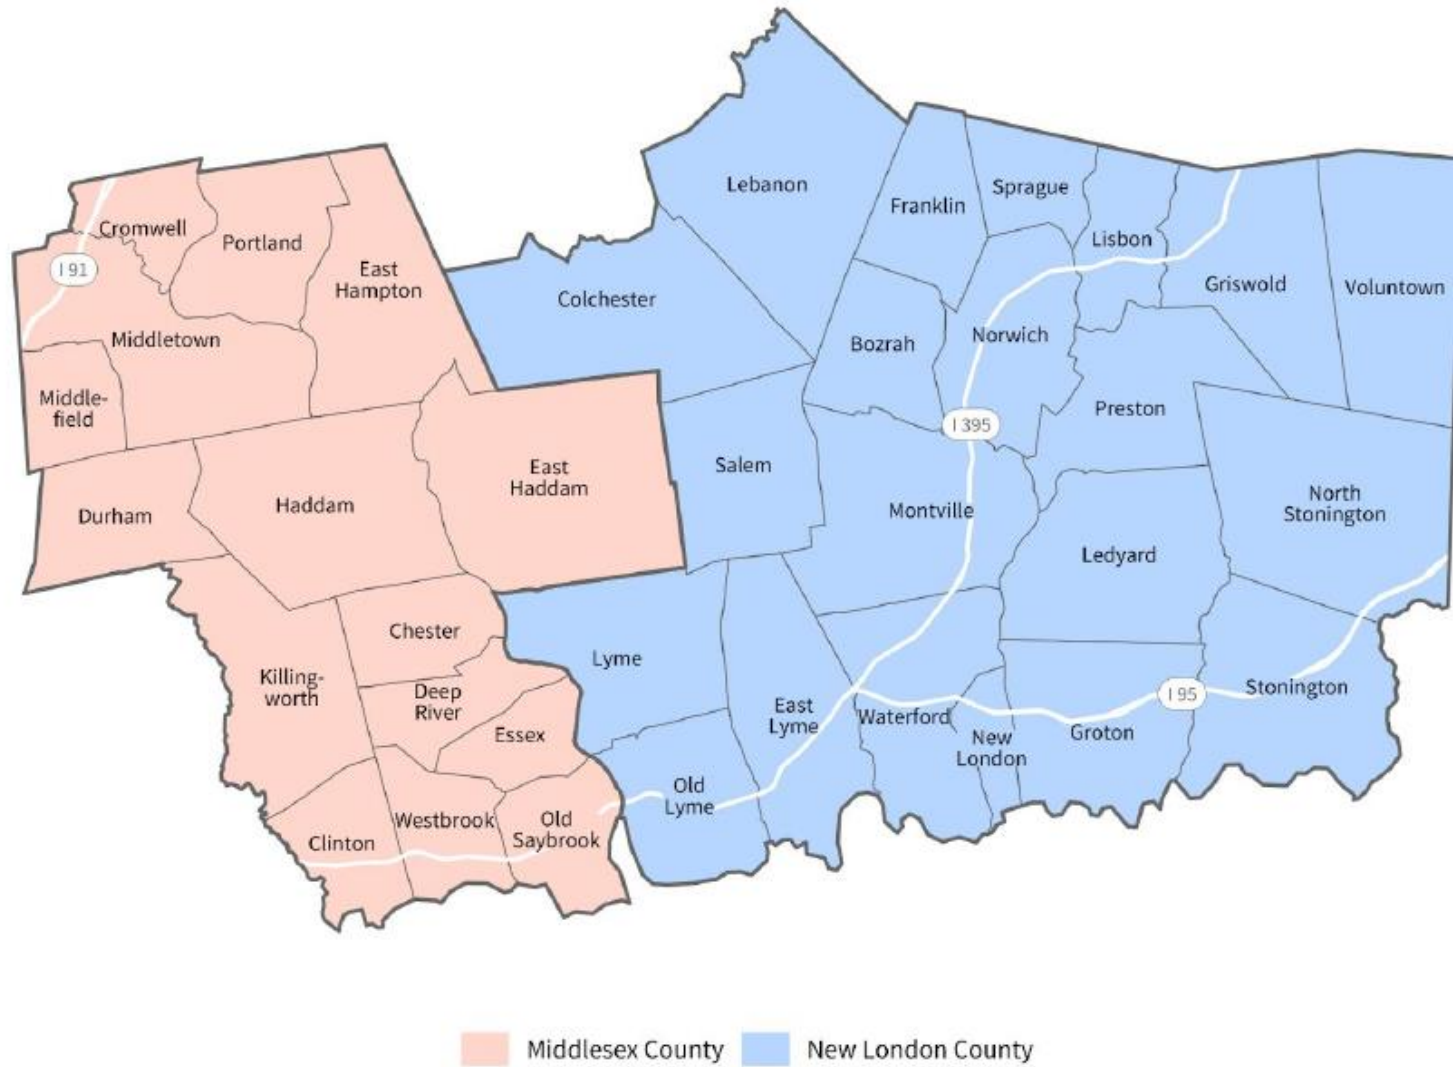 Lebanon
Sprague
Franklin
Cromwell
Portland
Lisbon
I 91
East
Hampton
Colchester
Griswold
Voluntown
Middletown
Bozrah
Norwich
Middle-
field
Preston
I 395
Salem
East
Haddam
Haddam
Durham
North
Stonington
Montville
Ledyard
Chester
Lyme
Killing-
worth
Deep
River
Essex
East
Lyme
Waterford
New
London
Groton
I 95
Stonington
Old
Lyme
Clinton
Westbrook
Old
Saybrook
Middlesex County
New London County